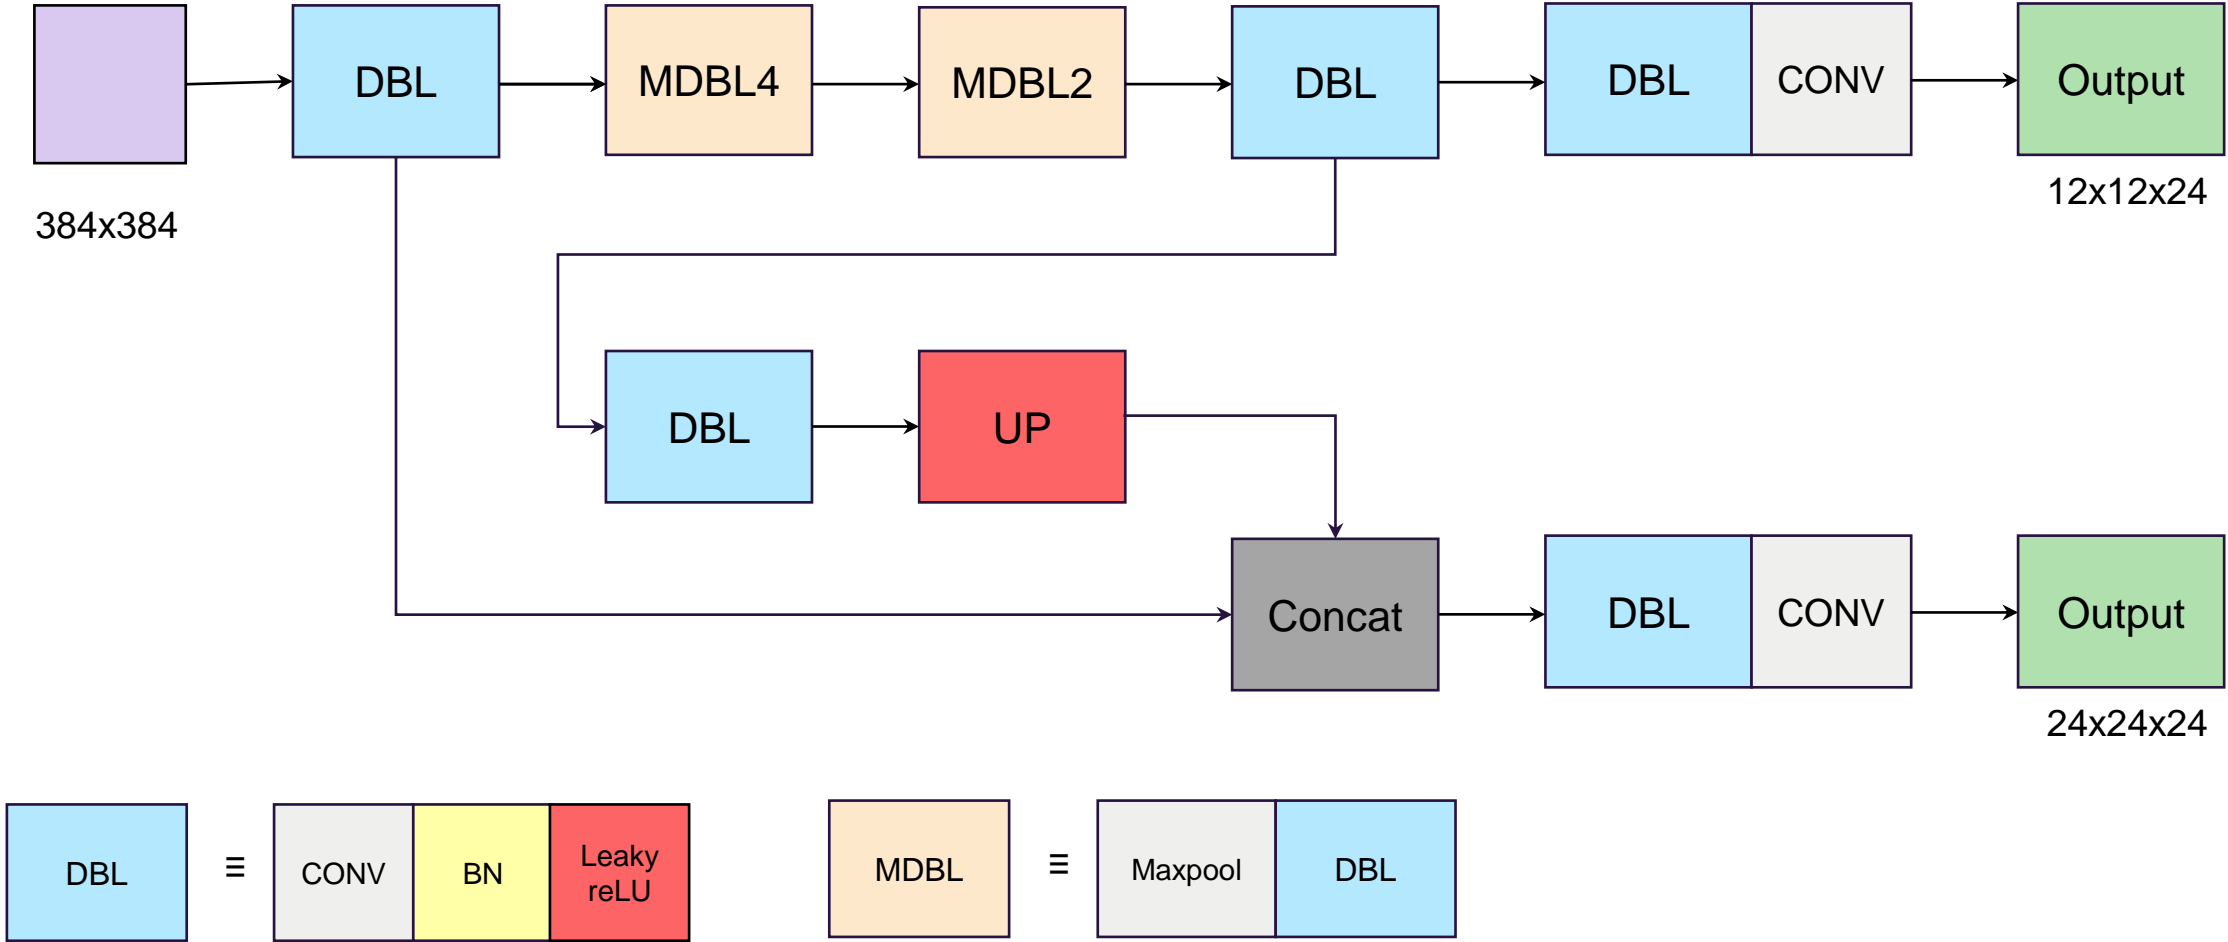 DBL
MDBL4
MDBL2
DBL
DBL
CONV
Output
384x384
12x12x24
DBL
UP
Concat
DBL
CONV
Output
24x24x24
DBL
≡
CONV
BN
Leaky
reLU
MDBL
≡
Maxpool
DBL